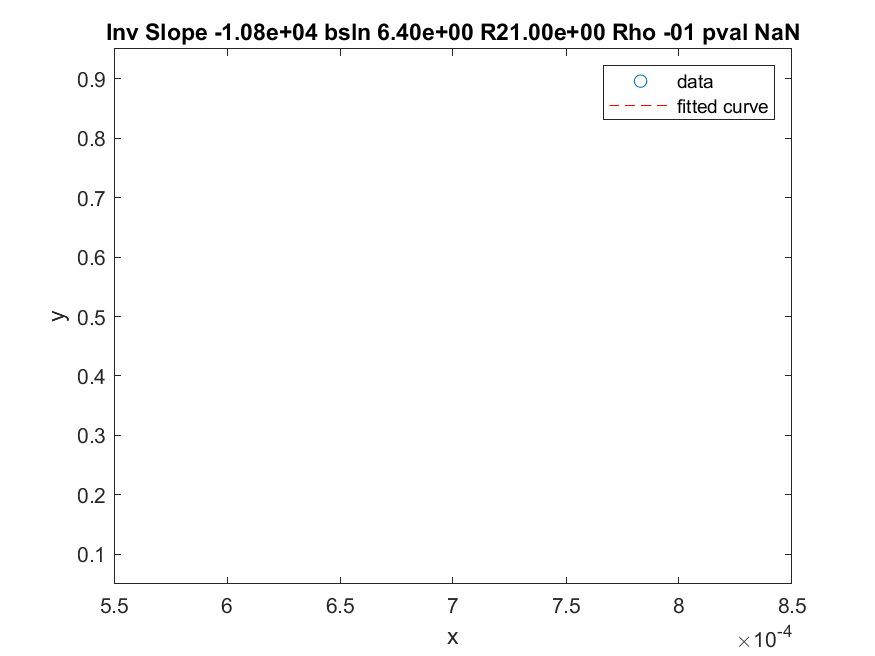 Inv Slope -1.08e+04 bsln 6.40e+00 R21.00e+00 Rho -01 pval NaN
data
fitted curve
0.9
0.8
0.7
0.6
0.5
0.4
0.3
0.2
0.1
y
5.5 6 6.5 7 7.5 8 8.5
x
×10⁻⁴